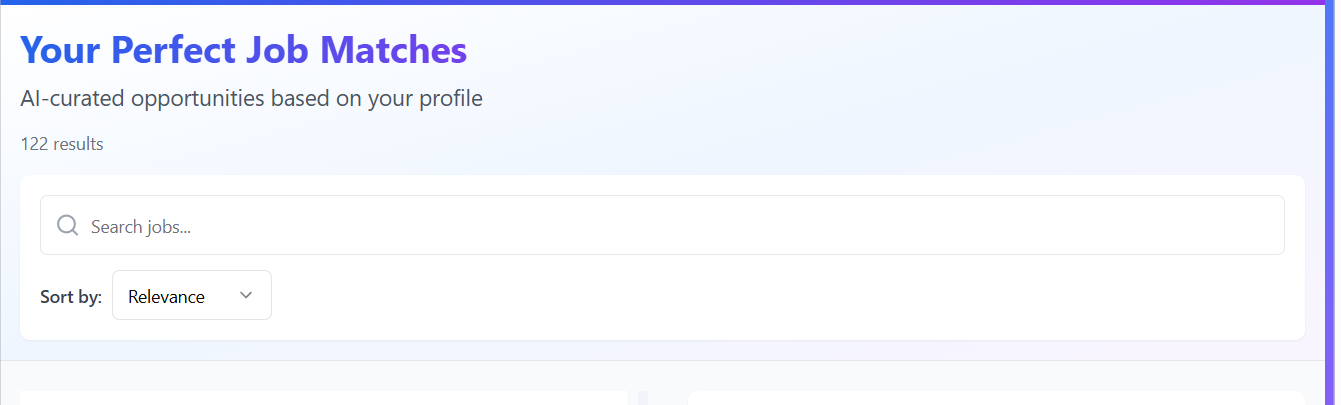 Your Perfect Job Matches
AI-curated opportunities based on your profile
122 results
Search jobs...
Sort by: Relevance